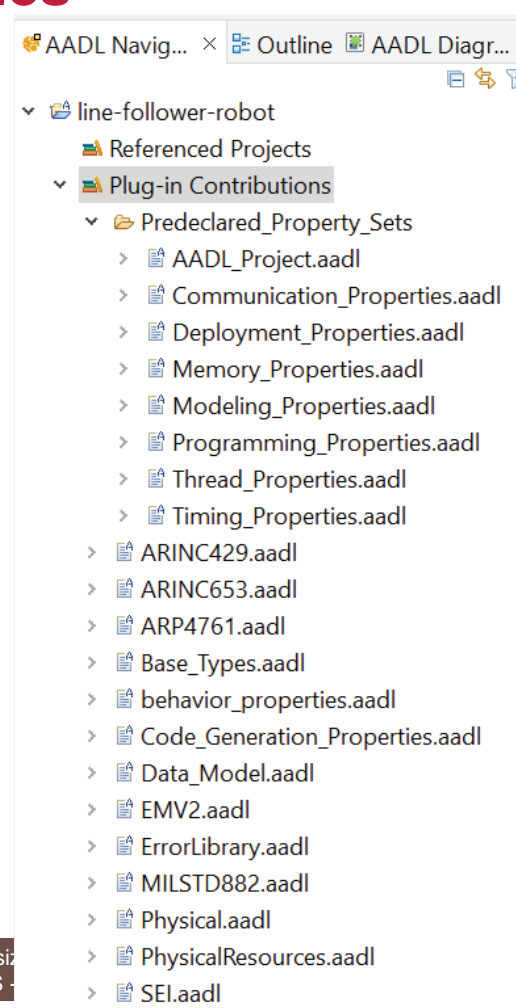 AADL Navig... Outline AADL Diagr...
line-follower-robot
Referenced Projects
Plug-in Contributions
Predeclared_Property_Sets
AADL_Project.aadl
Communication_Properties.aadl
Deployment_Properties.aadl
Memory_Properties.aadl
Modeling_Properties.aadl
Programming_Properties.aadl
Thread_Properties.aadl
Timing_Properties.aadl
ARINC429.aadl
ARINC653.aadl
ARP4761.aadl
Base_Types.aadl
behavior_properties.aadl
Code_Generation_Properties.aadl
Data_Model.aadl
EMV2.aadl
ErrorLibrary.aadl
MILSTD882.aadl
Physical.aadl
PhysicalResources.aadl
SEI.aadl